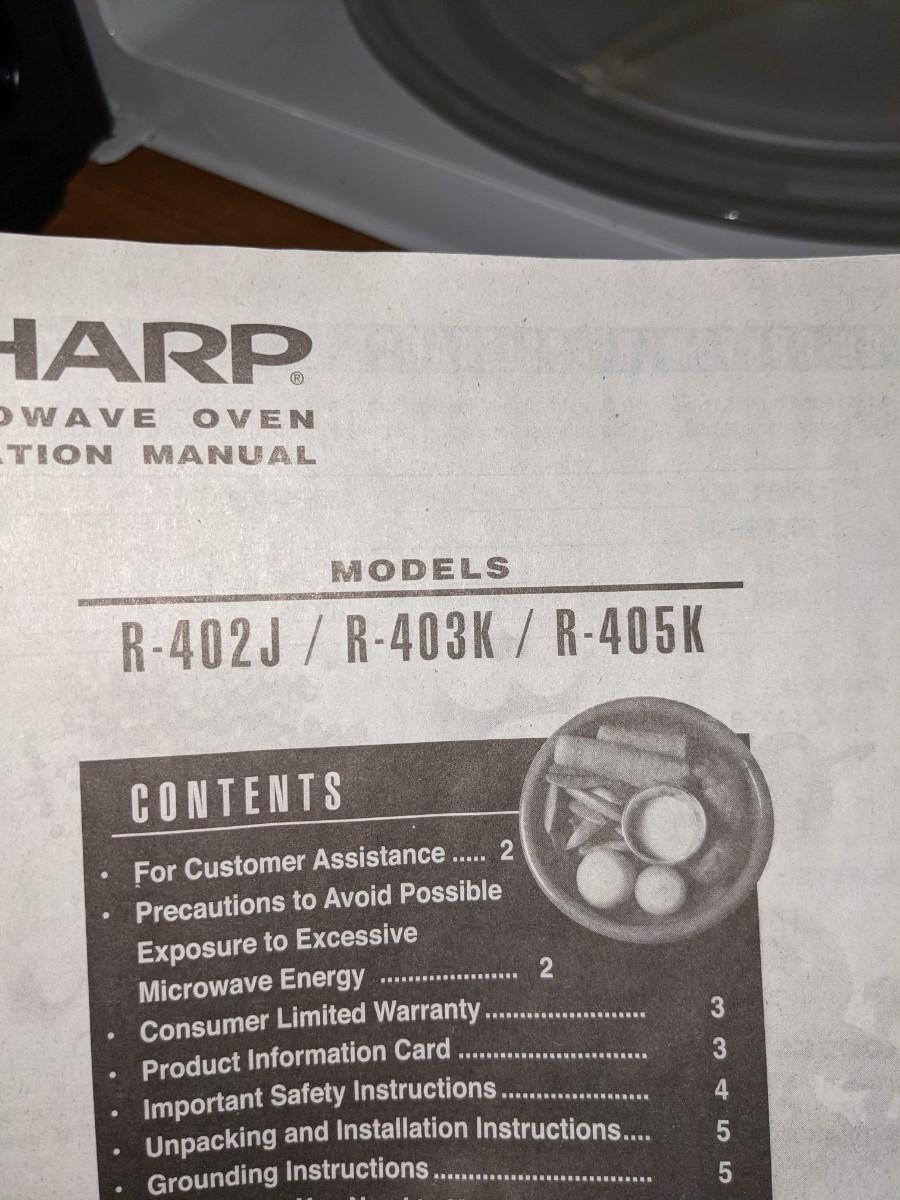 HARP®
OWAVE OVEN
ATION MANUAL
MODELS
R-402J / R-403K / R-405K
CONTENTS
• For Customer Assistance ..... 2
• Precautions to Avoid Possible
Exposure to Excessive
Microwave Energy .................... 2
• Consumer Limited Warranty ....................... 3
• Product Information Card ........................... 3
• Important Safety Instructions ..................... 4
• Unpacking and Installation Instructions.... 5
• Grounding Instructions ............................... 5